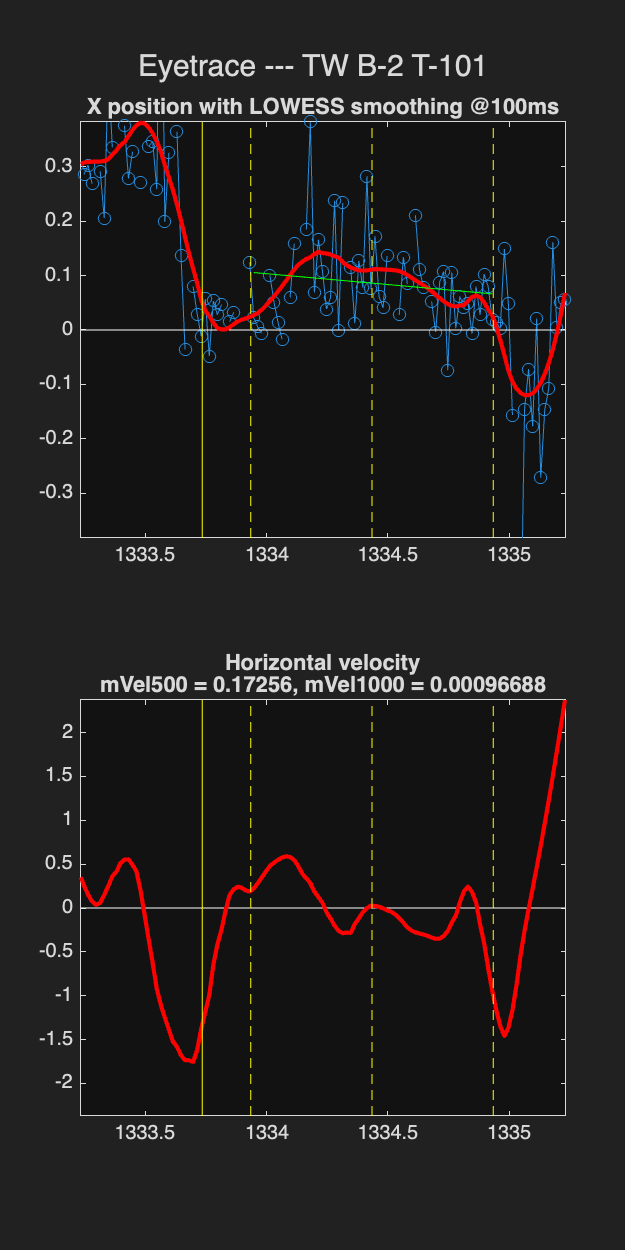 Eyetrace --- TW B-2 T-101
X position with LOWESS smoothing @100ms
0.3
0.2
0.1
0
-0.1
-0.2
-0.3
1333.5 1334 1334.5 1335
Horizontal velocity
mVel500 = 0.17256, mVel1000 = 0.00096688
2
1.5
1
0.5
0
-0.5
-1
-1.5
-2
1333.5 1334 1334.5 1335